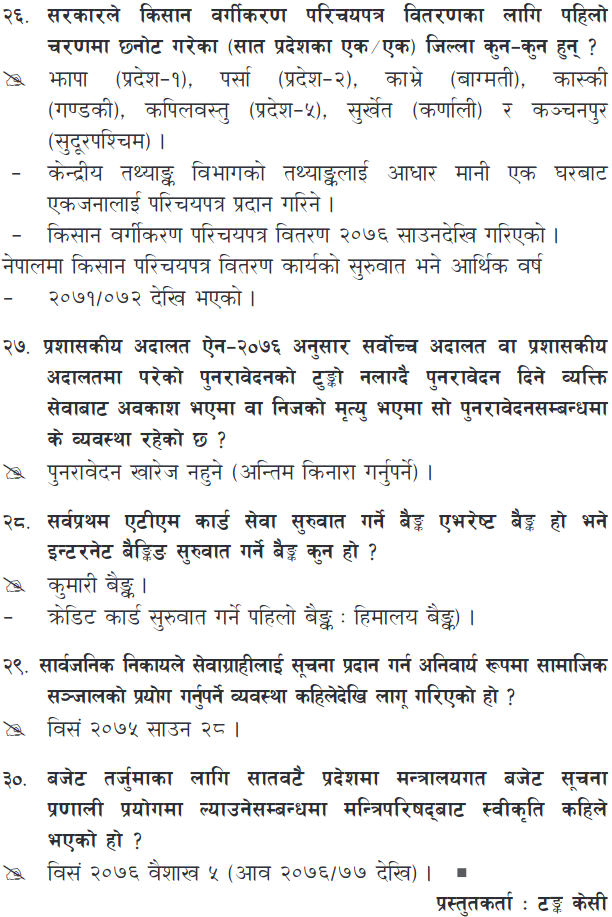 २६. सरकारले किसान वर्गीकरण परिचयपत्र वितरणका लागि पहिलो
चरणमा छनोट गरेका (सात प्रदेशका एक/एक) जिल्ला कुन-कुन हुन् ?
झापा (प्रदेश-१), पर्सा (प्रदेश-२), काभ्रे (बाग्मती), कास्की
(गण्डकी), कपिलवस्तु (प्रदेश-५), सुर्खेत (कर्णाली) र कञ्चनपुर
(सुदूरपश्चिम) ।
- केन्द्रीय तथ्याङ्क विभागको तथ्याङ्कलाई आधार मानी एक घरबाट
एकजनालाई परिचयपत्र प्रदान गरिने ।
- किसान वर्गीकरण परिचयपत्र वितरण २०७६ साउनदेखि गरिएको ।
नेपालमा किसान परिचयपत्र वितरण कार्यको सुरुवात भने आर्थिक वर्ष
- २०७१/०७२ देखि भएको ।
२७. प्रशासकीय अदालत ऐन-२०७६ अनुसार सर्वोच्च अदालत वा प्रशासकीय
अदालतमा परेको पुनरावेदनको टुङ्गो नलाग्दै पुनरावेदन दिने व्यक्ति
सेवाबाट अवकाश भएमा वा निजको मृत्यु भएमा सो पुनरावेदनसम्बन्धमा
के व्यवस्था रहेको छ ?
पुनरावेदन खारेज नहुने (अन्तिम किनारा गर्नुपर्ने) ।
२८. सर्वप्रथम एटीएम कार्ड सेवा सुरुवात गर्ने बैङ्क एभरेष्ट बैङ्क हो भने
इन्टरनेट बैङ्किङ सुरुवात गर्ने बैङ्क कुन हो ?
कुमारी बैङ्क ।
- क्रेडिट कार्ड सुरुवात गर्ने पहिलो बैङ्क : हिमालय बैङ्क) ।
२९. सार्वजनिक निकायले सेवाग्राहीलाई सूचना प्रदान गर्न अनिवार्य रूपमा सामाजिक
सञ्जालको प्रयोग गर्नुपर्ने व्यवस्था कहिलेदेखि लागू गरिएको हो ?
विसं २०७५ साउन २८ ।
३०. बजेट तर्जुमाका लागि सातवटै प्रदेशमा मन्त्रालयगत बजेट सूचना
प्रणाली प्रयोगमा ल्याउनेसम्बन्धमा मन्त्रिपरिषद्‌बाट स्वीकृति कहिले
भएको हो ?
विसं २०७६ वैशाख ५ (आव २०७६/७७ देखि) । ■
प्रस्तुतकर्ता : टङ्क केसी